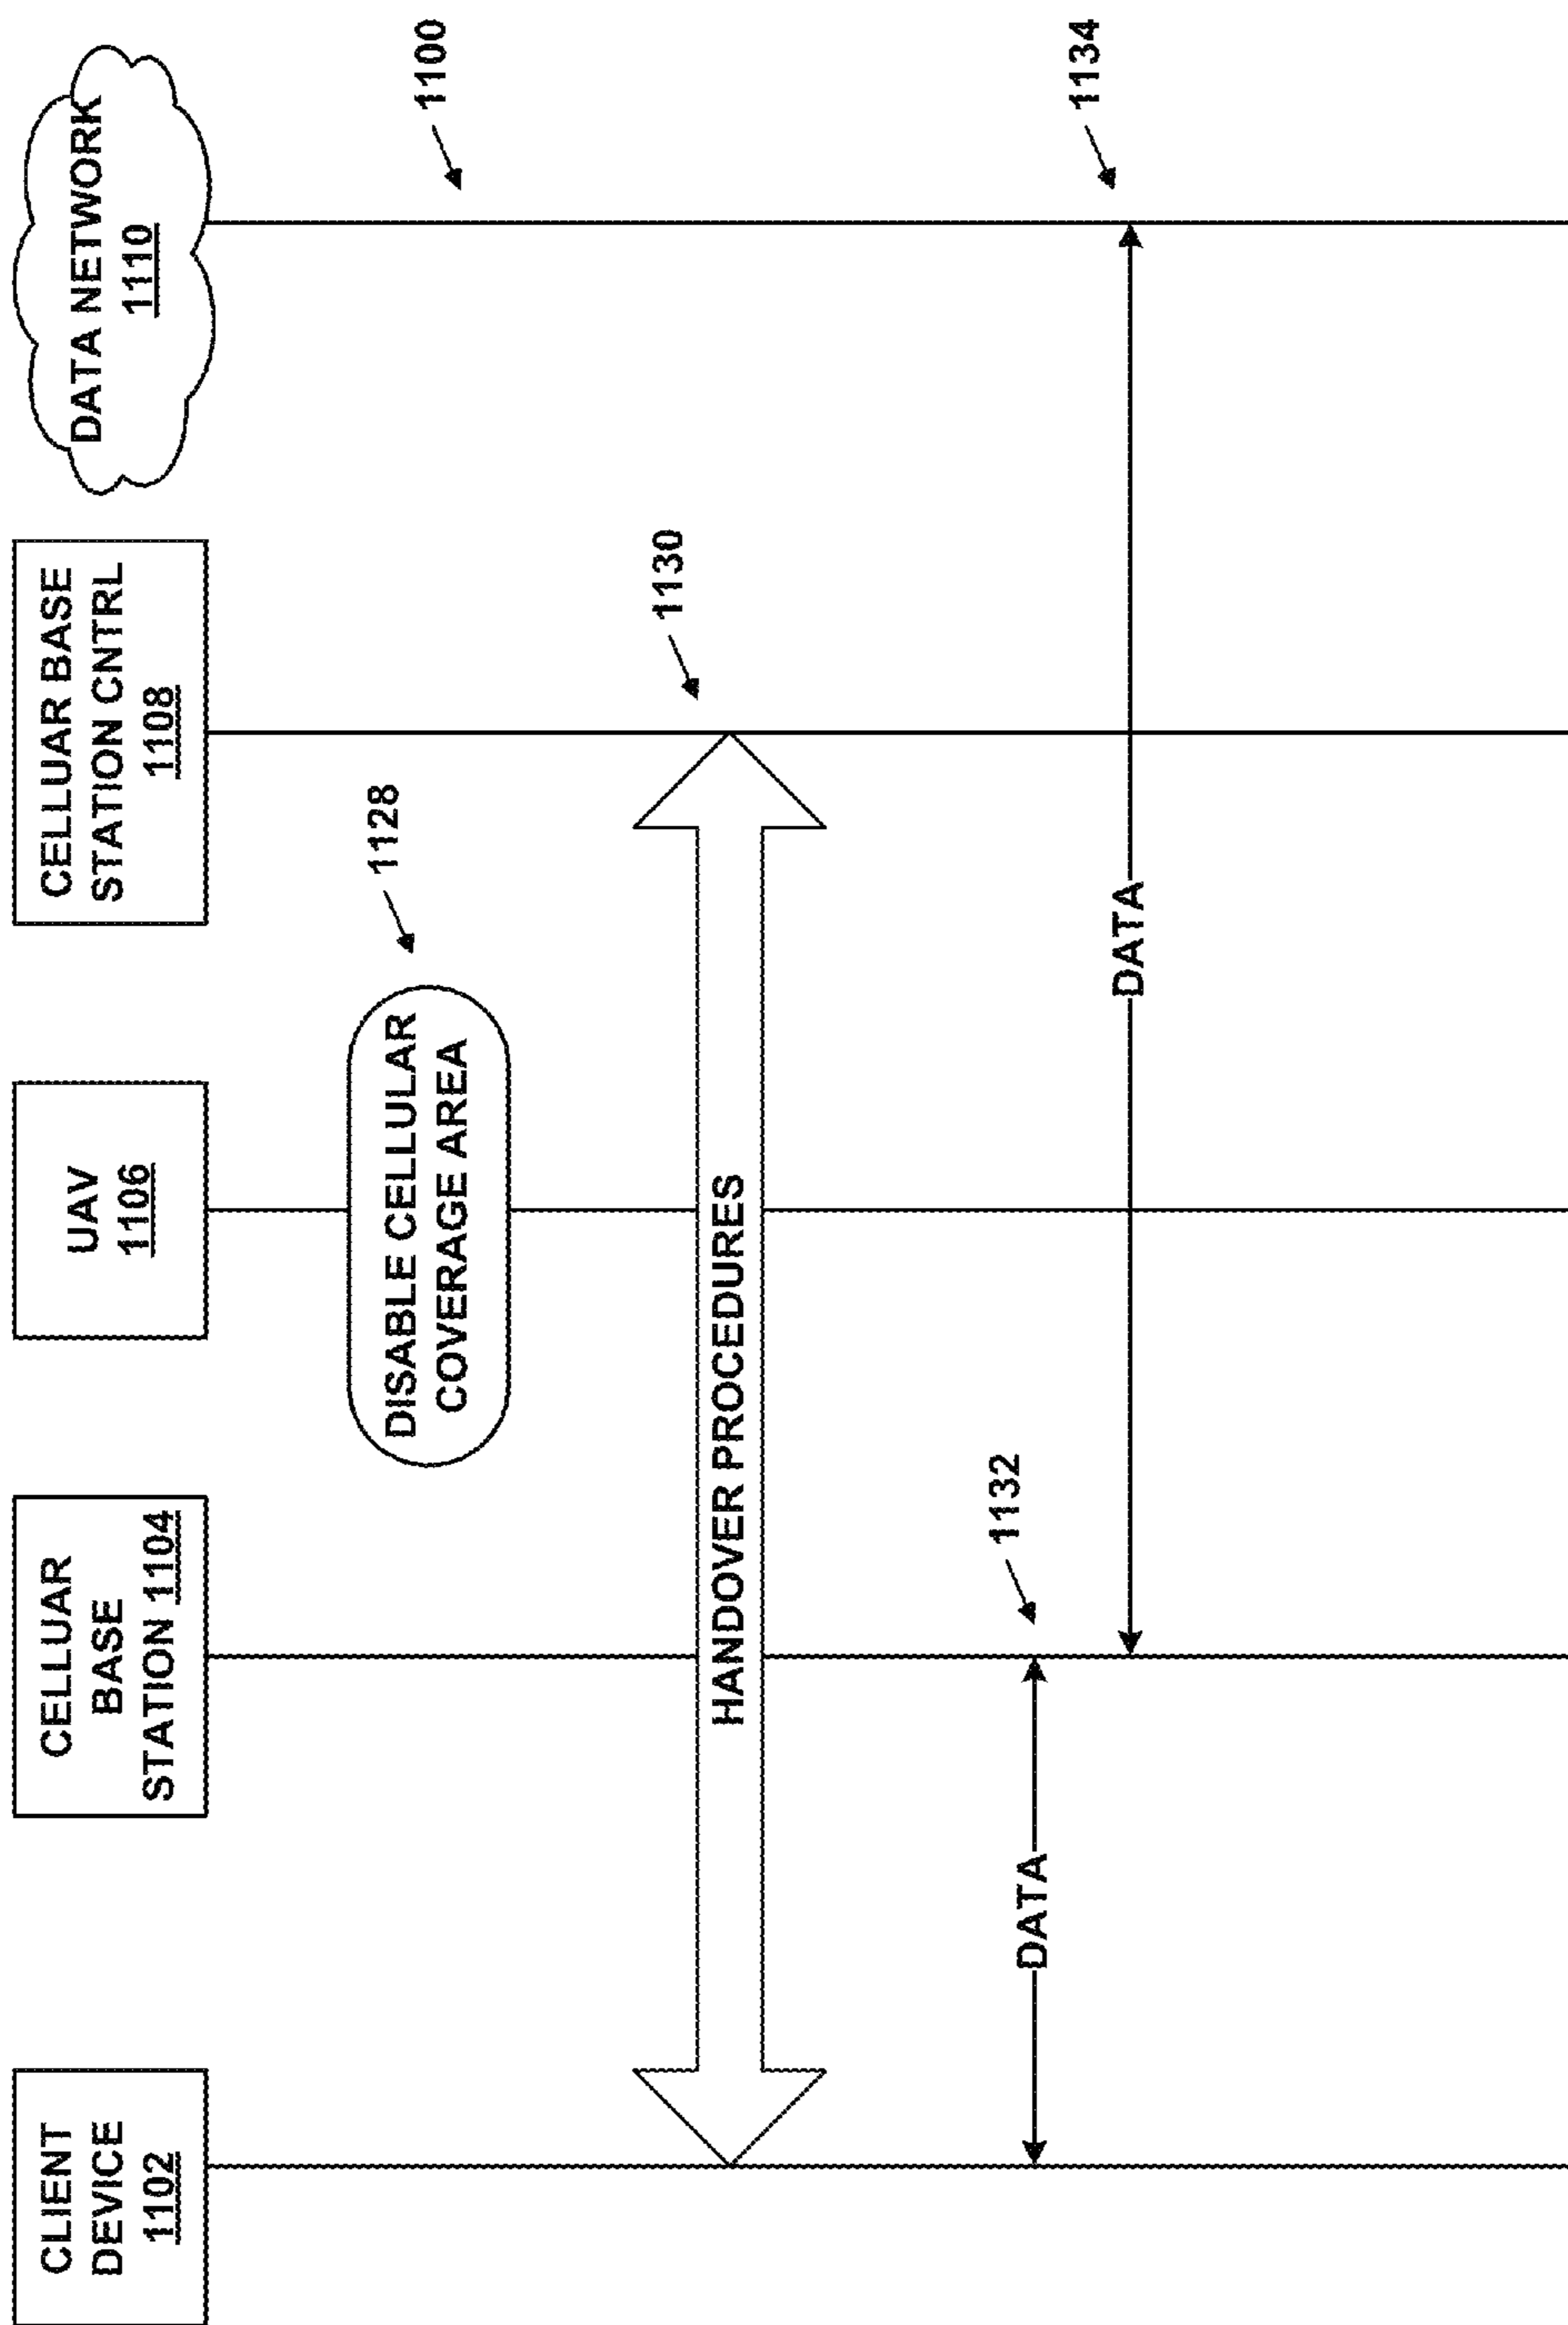 CLIENT
DEVICE
1102
CELLUAR
BASE
STATION 1104
UAV
1106
CELLUAR BASE
STATION CNTRL
1108
DATA NETWORK
1110
1100
DISABLE CELLULAR
COVERAGE AREA
1128
1130
HANDOVER PROCEDURES
1132
DATA
1134
DATA